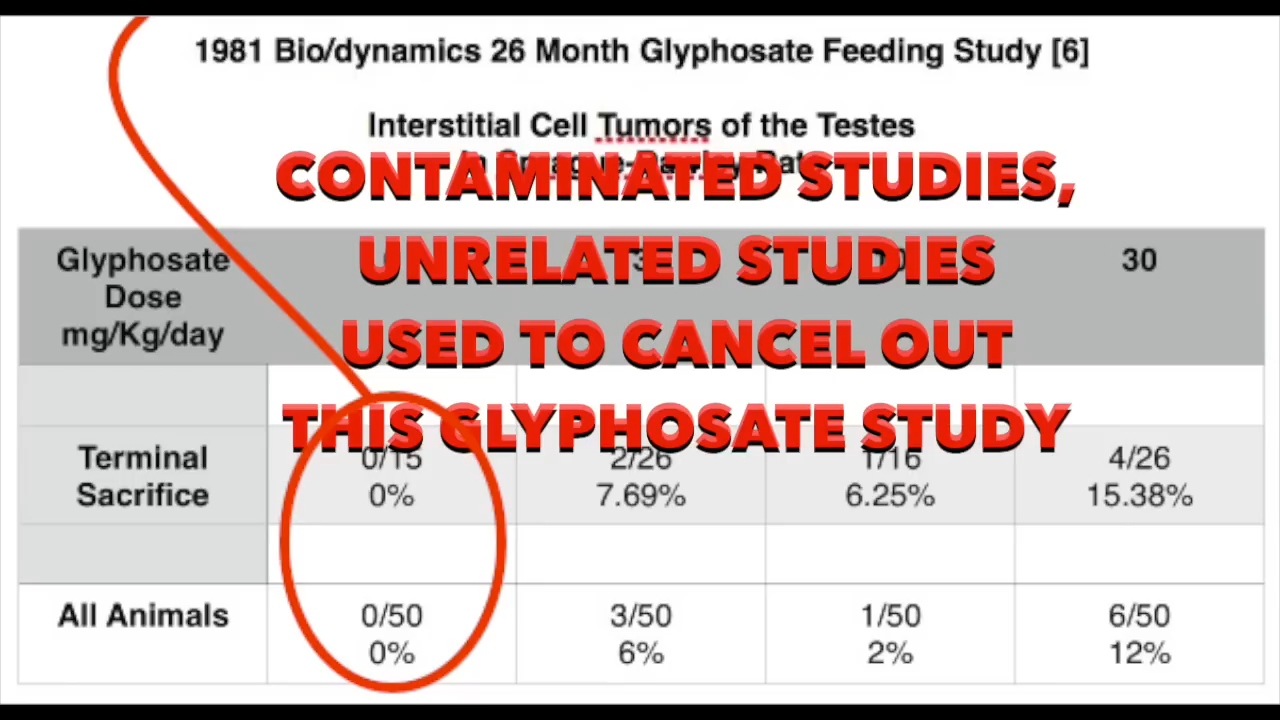 1981 Bio/dynamics 26 Month Glyphosate Feeding Study [6]
Interstitial Cell Tumors of the Testes
CONTAMINATED STUDIES,
UNRELATED STUDIES
USED TO CANCEL OUT
THIS GLYPHOSATE STUDY
Glyphosate Dose mg/Kg/day 30
Terminal Sacrifice 0/15 0% 2/26 7.69% 1/16 6.25% 4/26 15.38%
All Animals 0/50 0% 3/50 6% 1/50 2% 6/50 12%